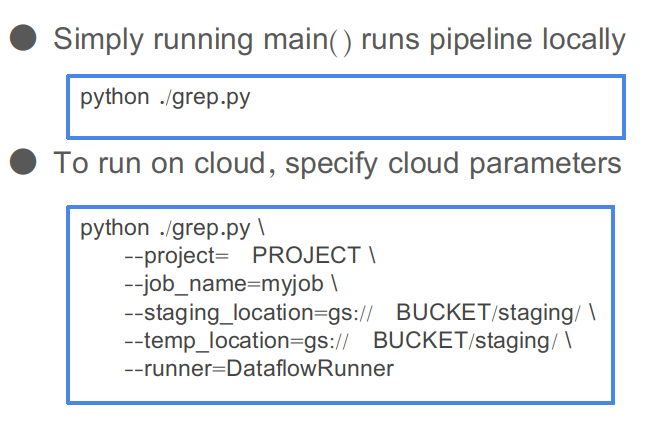 ● Simply running main() runs pipeline locally
python ./grep.py
● To run on cloud, specify cloud parameters
python ./grep.py \
--project= PROJECT \
--job_name=myjob \
--staging_location=gs:// BUCKET/staging/ \
--temp_location=gs:// BUCKET/staging/ \
--runner=DataflowRunner